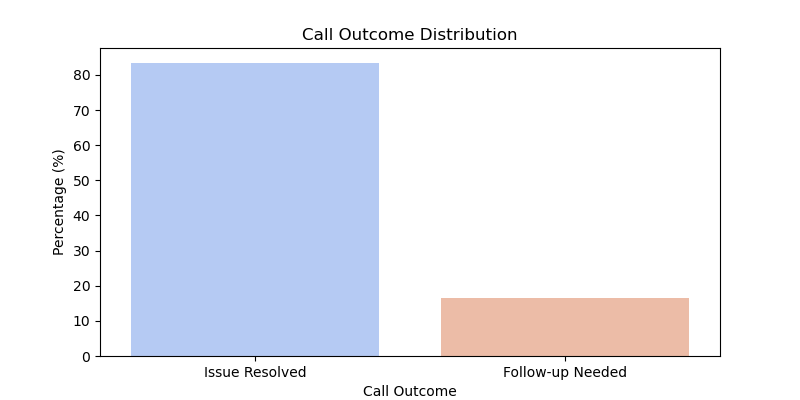 Call Outcome Distribution
Percentage (%)
80
70
60
50
40
30
20
10
0
Issue Resolved
Follow-up Needed
Call Outcome